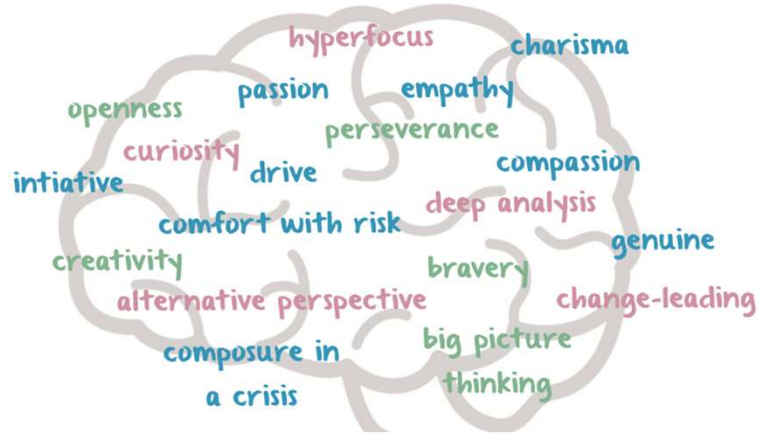 hyperfocus
charisma
passion
empathy
openness
perseverance
curiosity
drive
compassion
intiative
deep analysis
comfort with risk
genuine
creativity
bravery
alternative perspective
change-leading
composure in
a crisis
big picture
thinking